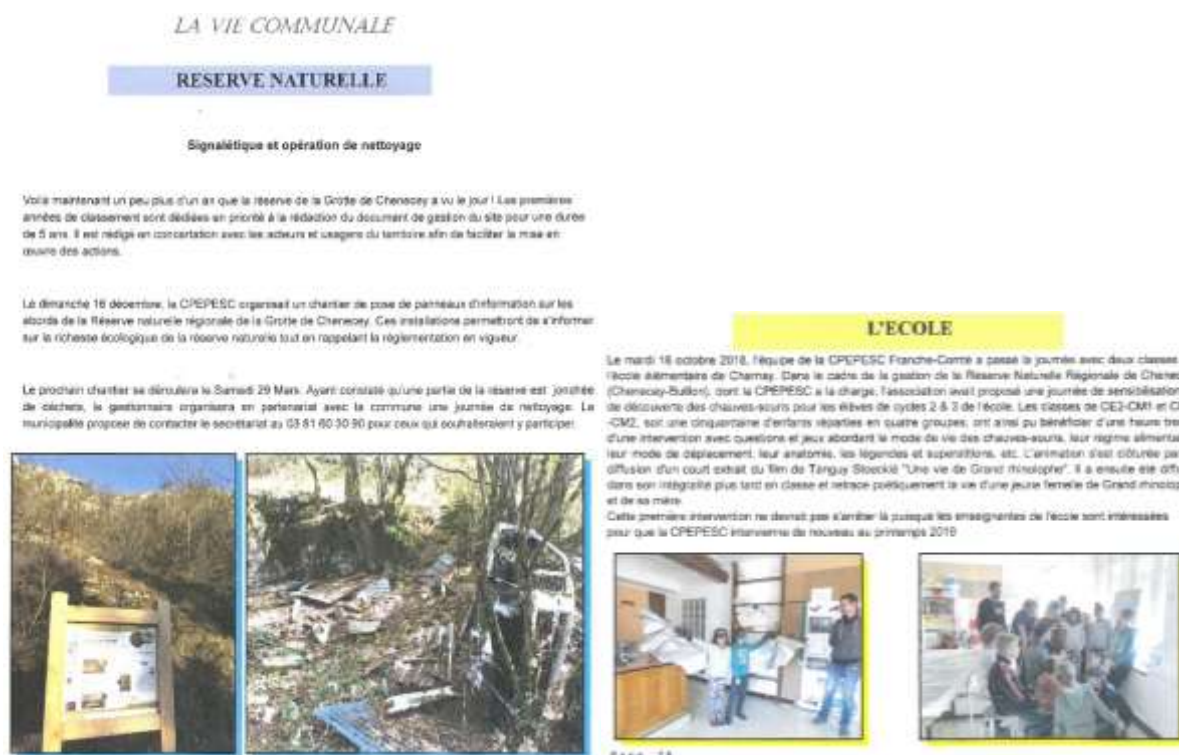 LA VIE COMMUNALE
RESERVE NATURELLE
Signalétique et opération de nettoyage
Voilà maintenant un peu plus d'un an que la réserve de la Grotte de Chenecey a vu le jour ! Les premières
années de classement sont dédiées en priorité à la rédaction du document de gestion du site pour une durée
de 5 ans. Il est rédigé en concertation avec les acteurs et usagers du territoire afin de faciliter la mise en
œuvre des actions.
Le dimanche 16 décembre, la CPEPESC organisait un chantier de pose de panneaux d'information sur les
abords de la Réserve naturelle régionale de la Grotte de Chenecey. Ces installations permettront de s'informer
sur la richesse écologique de la réserve naturelle tout en rappelant la réglementation en vigueur.
Le prochain chantier se déroulera le Samedi 29 Mars. Ayant constaté qu'une partie de la réserve est jonchée
de déchets, le gestionnaire organisera en partenariat avec la commune une journée de nettoyage. La
municipalité propose de contacter le secrétariat au 03 81 60 30 90 pour ceux qui souhaiteraient y participer.
L'ECOLE
Le mardi 16 octobre 2018, l'équipe de la CPEPESC Franche-Comté a passé la journée avec deux classes
l'école élémentaire de Charnay. Dans le cadre de la gestion de la Réserve Naturelle Régionale de
(Chenecey-Buillon), dont la CPEPESC a la charge, l'association avait proposé une journée de sensibilisation
de découverte des chauves-souris pour les élèves de cycles 2 & 3 de l'école. Les classes de CE2-CM1 et
-CM2, soit une cinquantaine d'enfants répartis en quatre groupes, ont ainsi pu bénéficier d'une heure
d'une intervention avec questions et jeux abordant le mode de vie des chauves-souris, leur régime
leur mode de déplacement, leur anatomie, les légendes et superstitions, etc. L'animation s'est clôturée
diffusion d'un court extrait du film de Tanguy Stoecklé "Une vie de Grand rhinolophe". Il a ensuite été
dans son intégralité plus tard en classe et retrace poétiquement la vie d'une jeune femelle de Grand
et de sa mère.
Cette première intervention ne devrait pas s'arrêter là puisque les enseignantes de l'école sont intéressées
pour que la CPEPESC intervienne de nouveau au printemps 2019